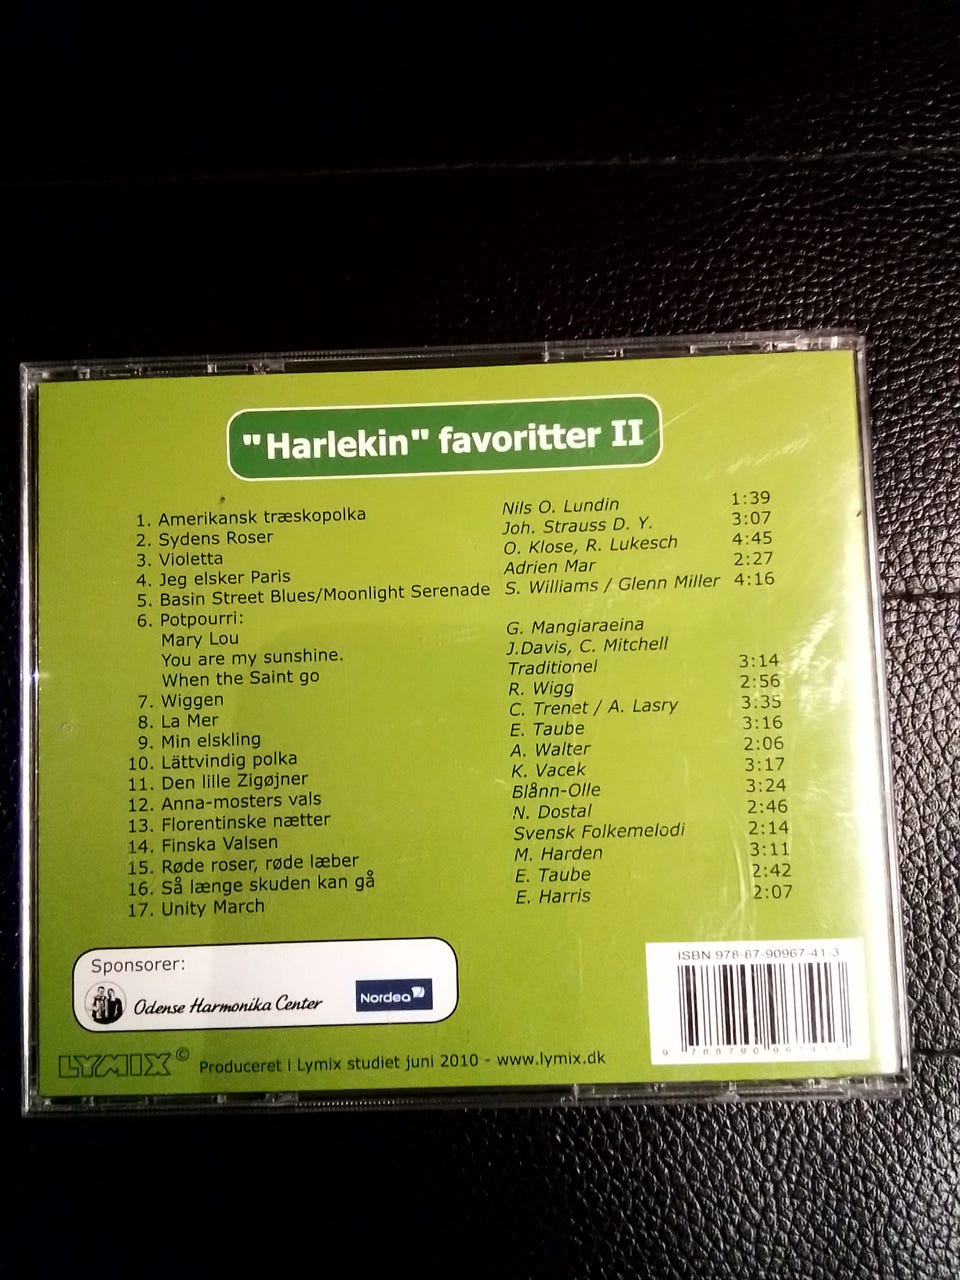 "Harlekin" favoritter II
1. Amerikansk træskopolka Nils O. Lundin 1:39
2. Sydens Roser Joh. Strauss D. Y. 3:07
3. Violetta O. Klose, R. Lukesch 4:45
4. Jeg elsker Paris Adrien Mar 2:27
5. Basin Street Blues/Moonlight Serenade S. Williams / Glenn Miller 4:16
6. Potpourri:
Mary Lou G. Mangiaraeina
You are my sunshine. J.Davis, C. Mitchell
When the Saint go Traditionel 3:14
7. Wiggen R. Wigg 2:56
8. La Mer C. Trenet / A. Lasry 3:35
9. Min elskling E. Taube 3:16
10. Lättvindig polka A. Walter 2:06
11. Den lille Zigøjner K. Vacek 3:17
12. Anna-mosters vals Blånn-Olle 3:24
13. Florentinske nætter N. Dostal 2:46
14. Finska Valsen Svensk Folkemelodi 2:14
15. Røde roser, røde læber M. Harden 3:11
16. Så længe skuden kan gå E. Taube 2:42
17. Unity March E. Harris 2:07
Sponsorer:
Odense Harmonika Center
Nordea
ISBN 978-87-90967-41-3
9 788790 967413
LYMIX© Produceret i Lymix studiet juni 2010 - www.lymix.dk